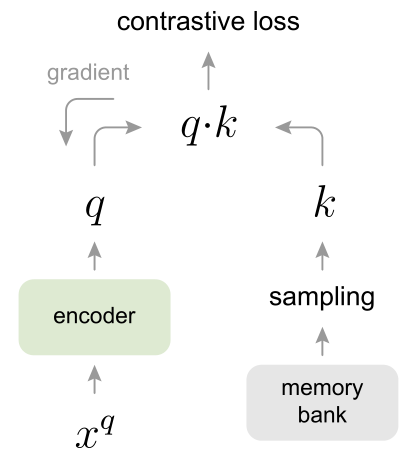 contrastive loss
gradient
q·k
q
k
encoder
sampling
memory
bank
x^q